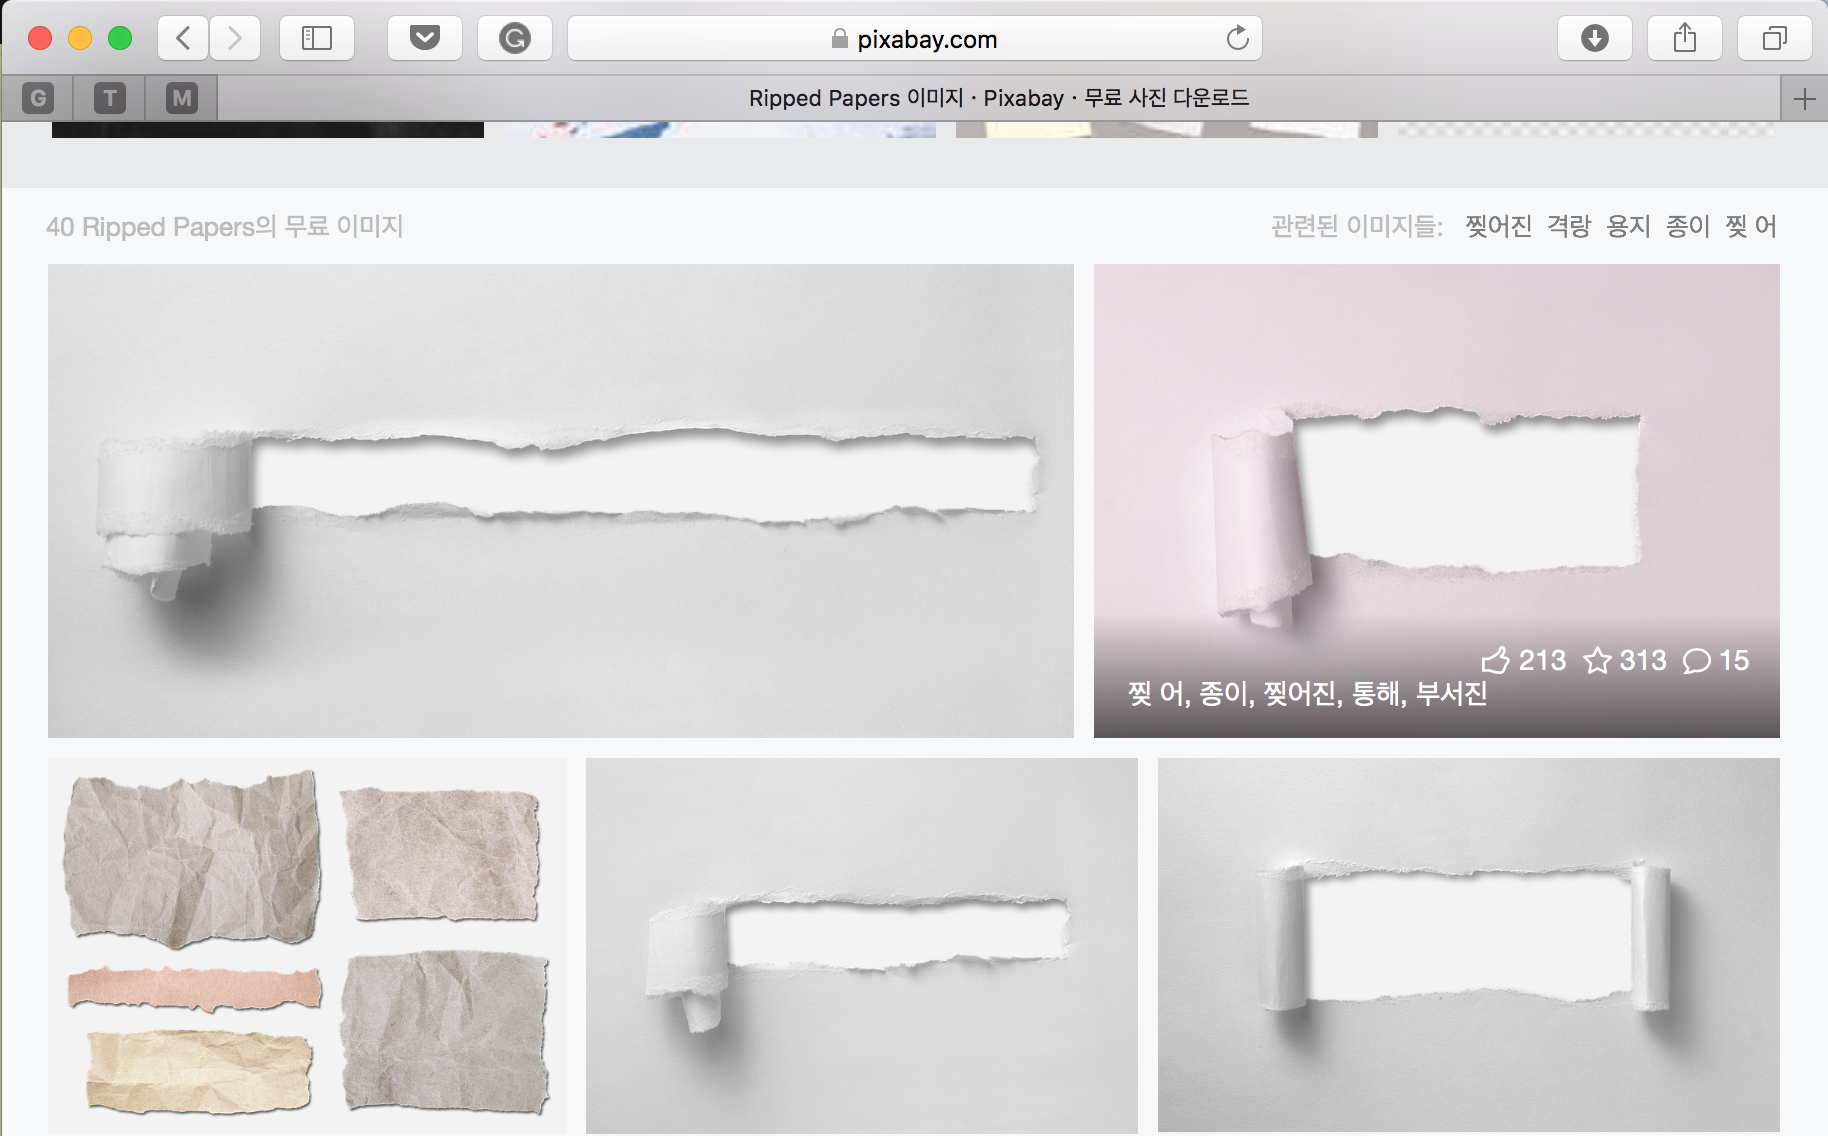 pixabay.com
G
T
M
Ripped Papers 이미지 · Pixabay · 무료 사진 다운로드
40 Ripped Papers의 무료 이미지
관련된 이미지들: 찢어진 격랑 용지 종이 찢 어
213 313 15
찢 어, 종이, 찢어진, 통해, 부서진